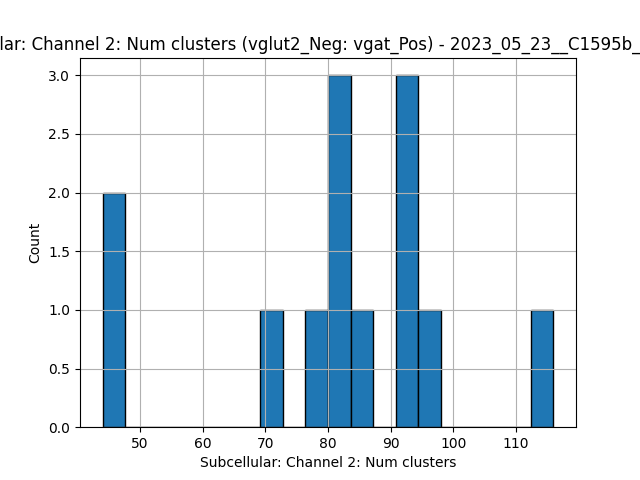 lar: Channel 2: Num clusters (vglut2_Neg: vgat_Pos) - 2023_05_23__C1595b_
3.0
2.5
2.0
1.5
1.0
0.5
0.0
Count
50 60 70 80 90 100 110
Subcellular: Channel 2: Num clusters